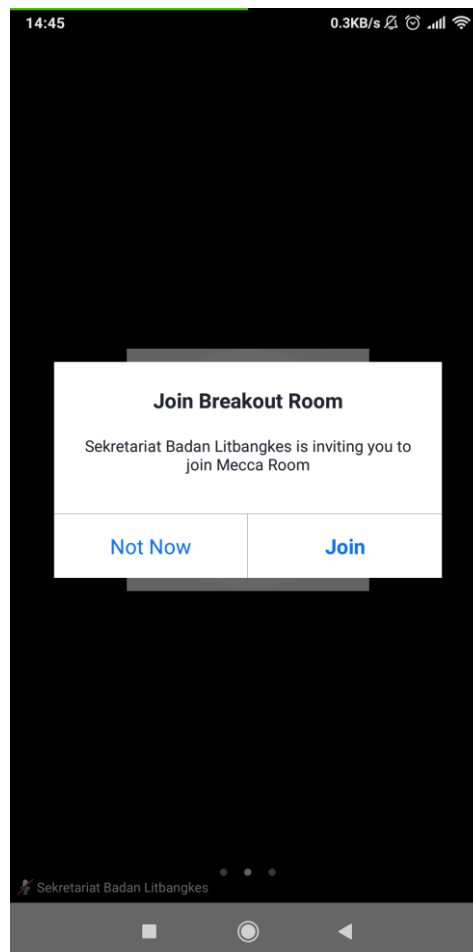 14:45 0.3KB/s
Join Breakout Room
Sekretariat Badan Litbangkes is inviting you to
join Mecca Room
Not Now Join
Sekretariat Badan Litbangkes